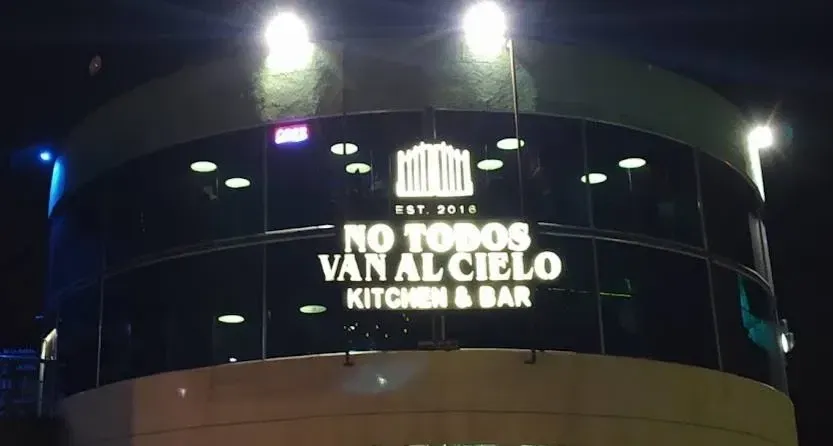 EST. 2016
NO TODOS
VAN AL CIELO
KITCHEN & BAR